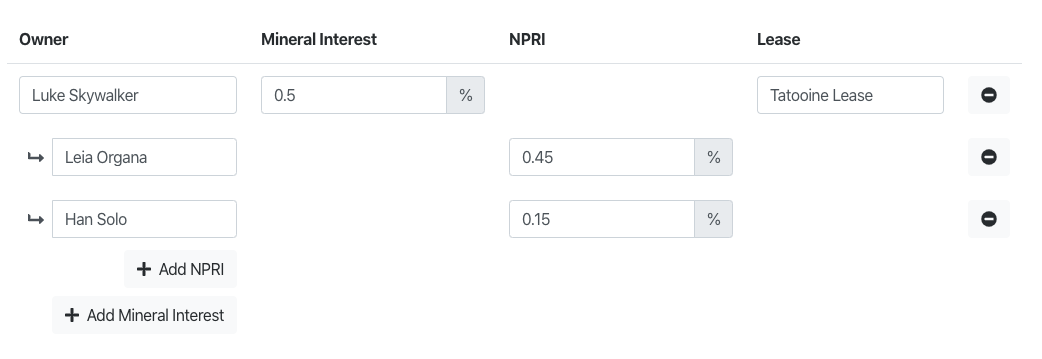 Owner Mineral Interest NPRI Lease
Luke Skywalker 0.5 % Tatooine Lease
Leia Organa 0.45 %
Han Solo 0.15 %
Add NPRI
Add Mineral Interest